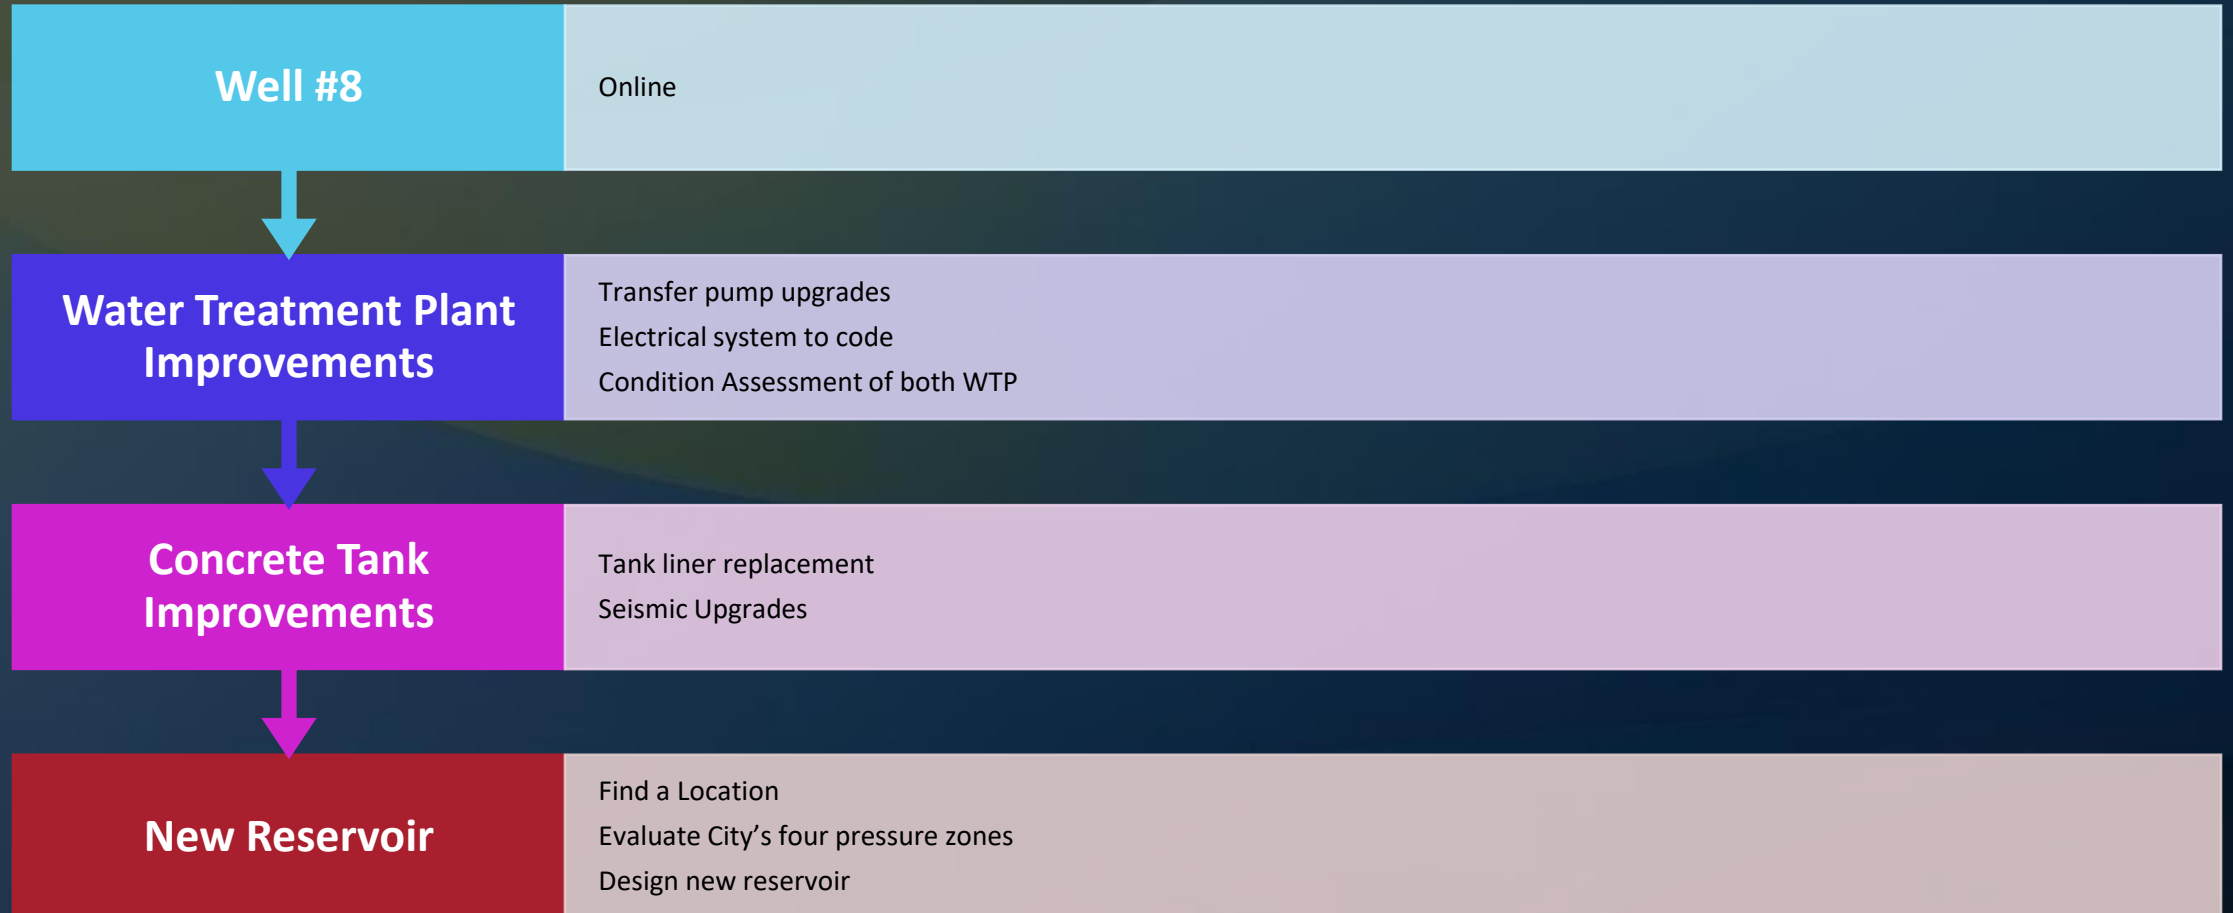 Well #8
Online
Water Treatment Plant
Improvements
Transfer pump upgrades
Electrical system to code
Condition Assessment of both WTP
Concrete Tank
Improvements
Tank liner replacement
Seismic Upgrades
New Reservoir
Find a Location
Evaluate City’s four pressure zones
Design new reservoir